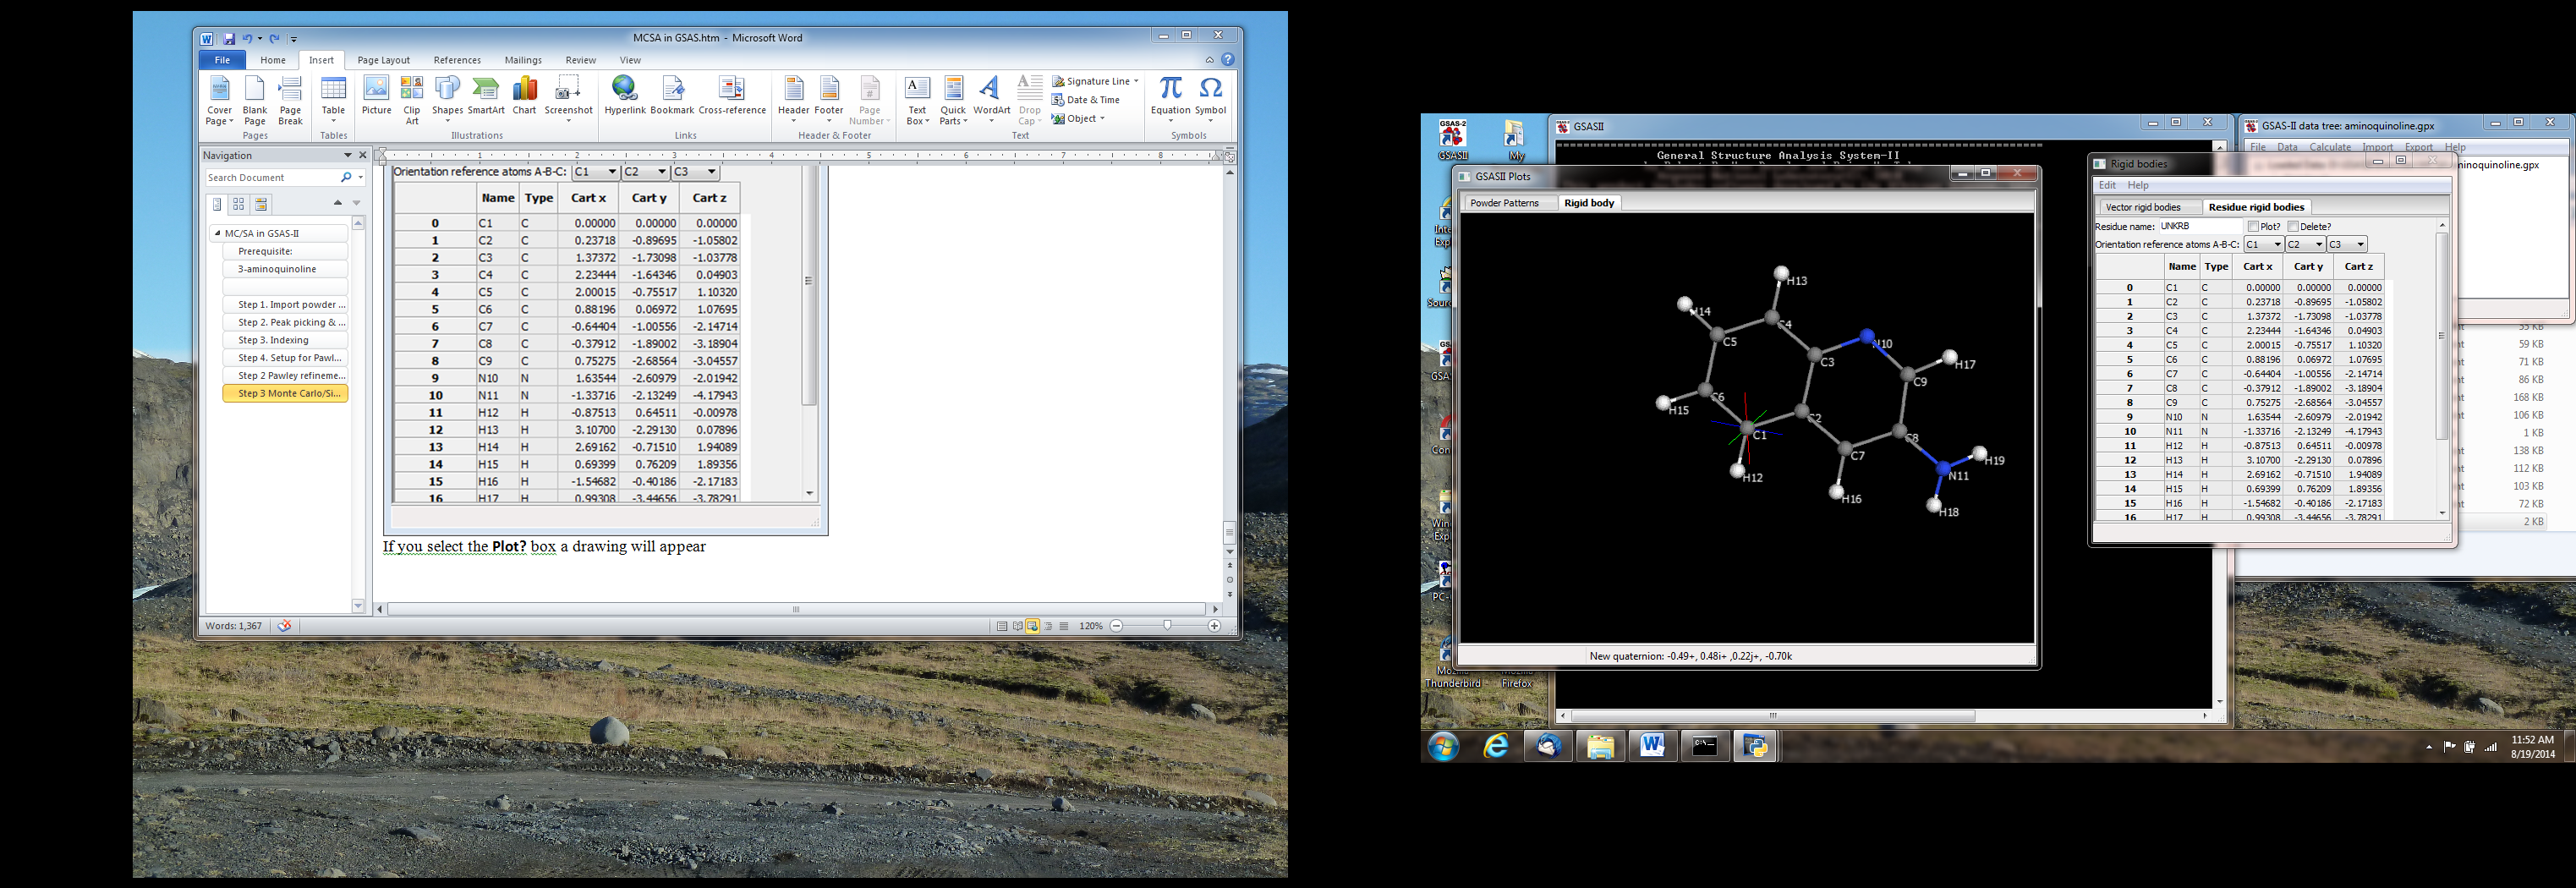 MCSA in GSAS.htm - Microsoft Word
File Home Insert Page Layout References Mailings Review View
Cover Page Blank Page Page Break Table Picture Clip Art Shapes SmartArt Chart Screenshot Hyperlink Bookmark Cross-reference Header Footer Page Number Text Box Quick Parts WordArt Drop Cap Signature Line Date & Time Object Equation Symbol
Pages Tables Illustrations Links Header & Footer Text Symbols
Navigation
Search Document
MC/SA in GSAS-II
Prerequisite:
3-aminoquinoline
Step 1. Import powder ...
Step 2. Peak picking & ...
Step 3. Indexing
Step 4. Setup for Pawl...
Step 2 Pawley refineme...
Step 3 Monte Carlo/Si...
1 2 3 4 5 6 7 8
Orientation reference atoms A-B-C: C1 C2 C3
Name Type Cart x Cart y Cart z
0 C1 C 0.00000 0.00000 0.00000
1 C2 C 0.23718 -0.89695 -1.05802
2 C3 C 1.37372 -1.73098 -1.03778
3 C4 C 2.23444 -1.64346 0.04903
4 C5 C 2.00015 -0.75517 1.10320
5 C6 C 0.88196 0.06972 1.07695
6 C7 C -0.64404 -1.00556 -2.14714
7 C8 C -0.37912 -1.89002 -3.18904
8 C9 C 0.75275 -2.68564 -3.04557
9 N10 N 1.63544 -2.60979 -2.01942
10 N11 N -1.33716 -2.13249 -4.17943
11 H12 H -0.87513 0.64511 -0.00978
12 H13 H 3.10700 -2.29130 0.07896
13 H14 H 2.69162 -0.71510 1.94089
14 H15 H 0.69399 0.76209 1.89356
15 H16 H -1.54682 -0.40186 -2.17183
16 H17 H 0.99308 -3.44656 -3.78291
If you select the Plot? box a drawing will appear
Words: 1,367
120%
GSAS-2
GSASII
My
GSASII
General Structure Analysis System-II
GSASII Plots
Powder Patterns Rigid body
H13
H14
C4
C5
N10
C3
H17
C9
C6
H15
C2
C1
C8
C7
H19
H12
N11
H16
H18
New quaternion: -0.49+, 0.48i+ ,0.22j+, -0.70k
Thunderbird
Firefox
GSAS-II data tree: aminoquinoline.gpx
File Data Calculate Import Export Help
Rigid bodies
Edit Help
Vector rigid bodies Residue rigid bodies
Residue name: UNKRB Plot? Delete?
Orientation reference atoms A-B-C: C1 C2 C3
Name Type Cart x Cart y Cart z
0 C1 C 0.00000 0.00000 0.00000
1 C2 C 0.23718 -0.89695 -1.05802
2 C3 C 1.37372 -1.73098 -1.03778
3 C4 C 2.23444 -1.64346 0.04903
4 C5 C 2.00015 -0.75517 1.10320
5 C6 C 0.88196 0.06972 1.07695
6 C7 C -0.64404 -1.00556 -2.14714
7 C8 C -0.37912 -1.89002 -3.18904
8 C9 C 0.75275 -2.68564 -3.04557
9 N10 N 1.63544 -2.60979 -2.01942
10 N11 N -1.33716 -2.13249 -4.17943
11 H12 H -0.87513 0.64511 -0.00978
12 H13 H 3.10700 -2.29130 0.07896
13 H14 H 2.69162 -0.71510 1.94089
14 H15 H 0.69399 0.76209 1.89356
15 H16 H -1.54682 -0.40186 -2.17183
16 H17 H 0.99308 -3.44656 -3.78291
59 KB
71 KB
86 KB
168 KB
106 KB
1 KB
138 KB
112 KB
103 KB
72 KB
2 KB
11:52 AM
8/19/2014